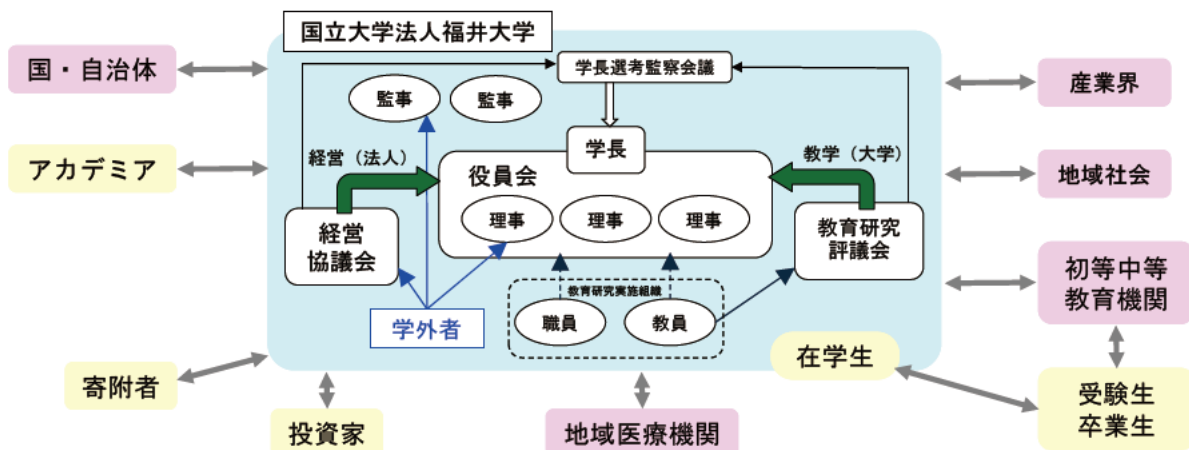 国立大学法人福井大学
国・自治体
学長選考監察会議
産業界
監事
監事
経営（法人）
学長
教学（大学）
アカデミア
役員会
地域社会
理事
理事
理事
経営
協議会
教育研究
評議会
初等中等
教育機関
教育研究実施組織
学外者
職員
教員
在学生
寄附者
受験生
卒業生
投資家
地域医療機関